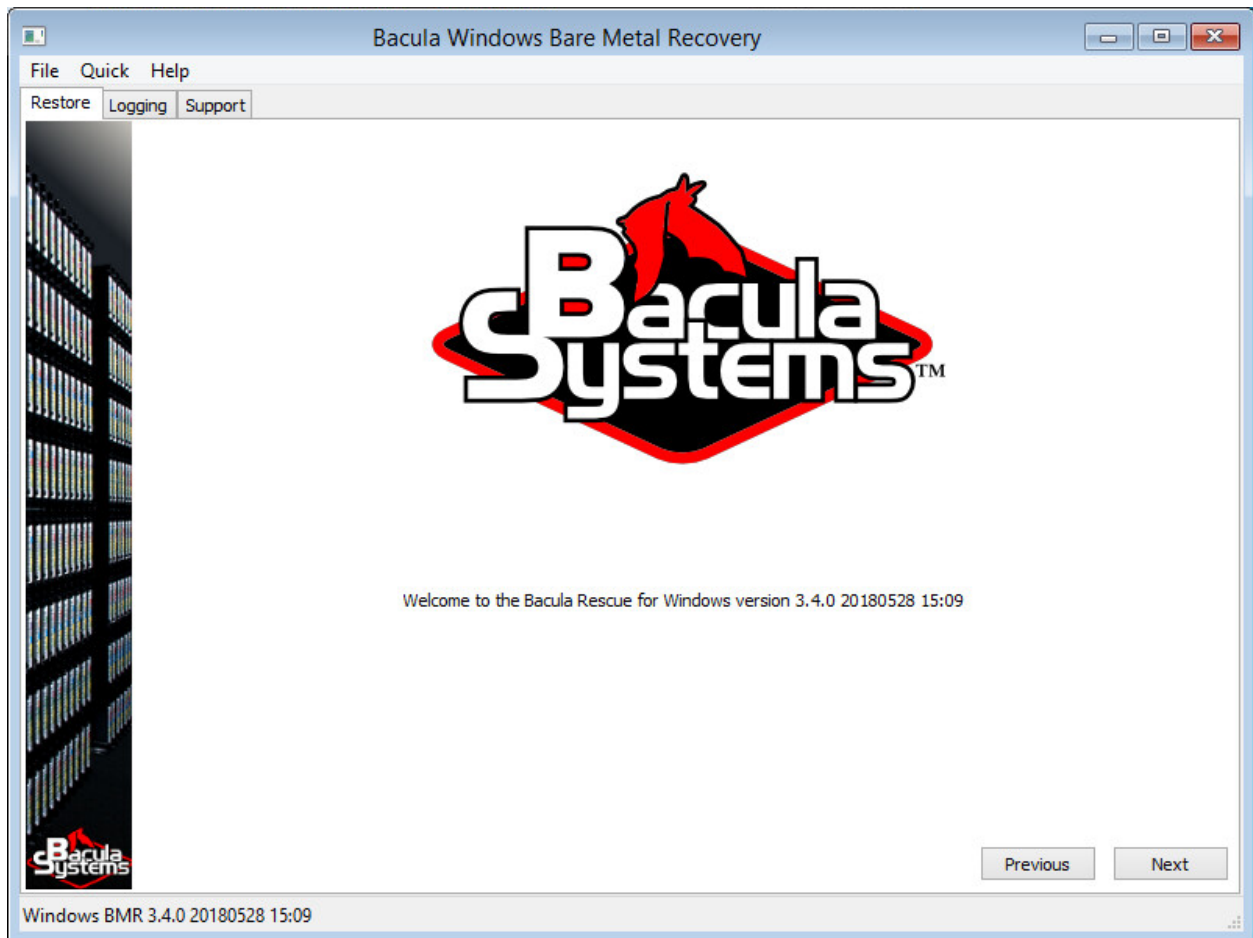 Bacula Windows Bare Metal Recovery
File Quick Help
Restore Logging Support
Bacula
Systems™
Welcome to the Bacula Rescue for Windows version 3.4.0 20180528 15:09
Bacula
Systems
Previous Next
Windows BMR 3.4.0 20180528 15:09